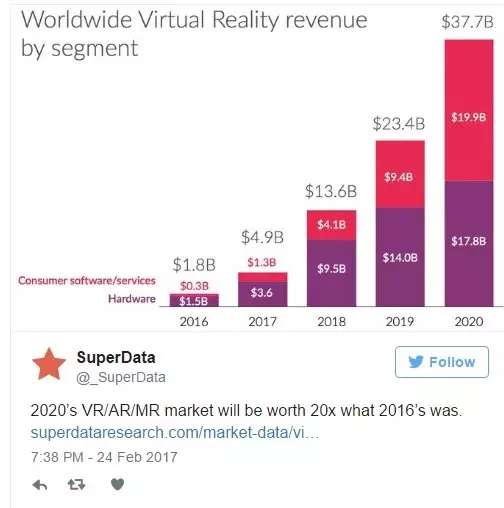 Worldwide Virtual Reality revenue
by segment
$37.7B
$19.9B
$23.4B
$9.4B
$13.6B
$4.1B
$17.8B
$4.9B
$14.0B
$9.5B
$1.8B
$1.3B
Consumer software/services
$0.3B
$3.6
Hardware
$1.5B
2016 2017 2018 2019 2020
SuperData
@_SuperData
Follow
2020's VR/AR/MR market will be worth 20x what 2016's was.
superdataresearch.com/market-data/vi…
7:38 PM - 24 Feb 2017